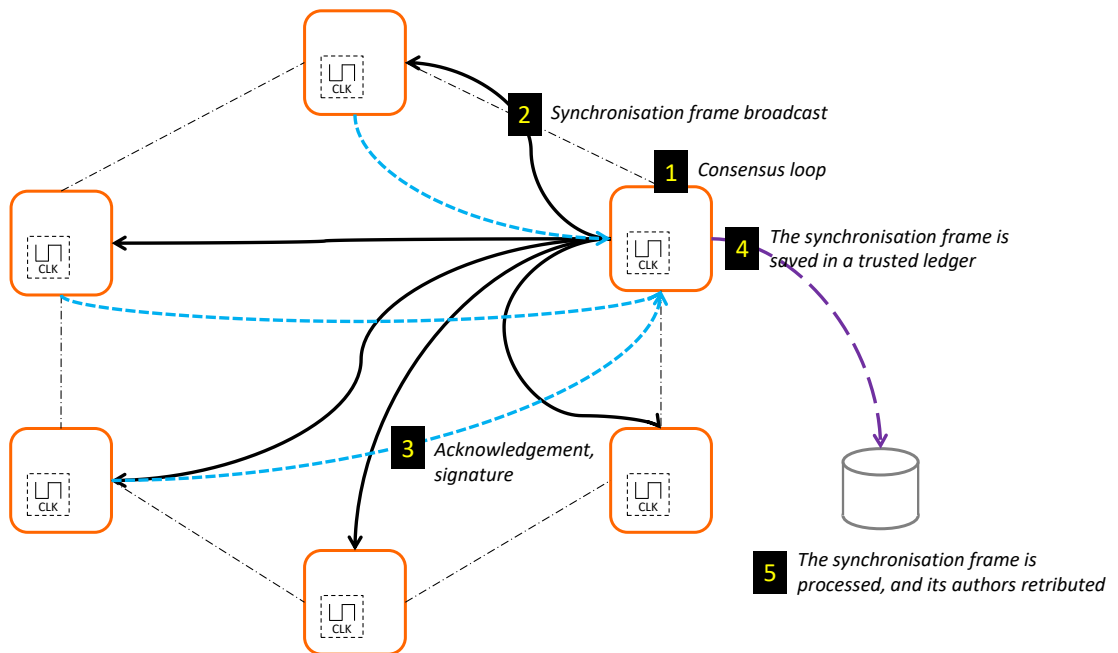 CLK
2 Synchronisation frame broadcast
1 Consensus loop
CLK
CLK
4 The synchronisation frame is
saved in a trusted ledger
3 Acknowledgement,
signature
CLK
CLK
5 The synchronisation frame is
processed, and its authors retributed
CLK